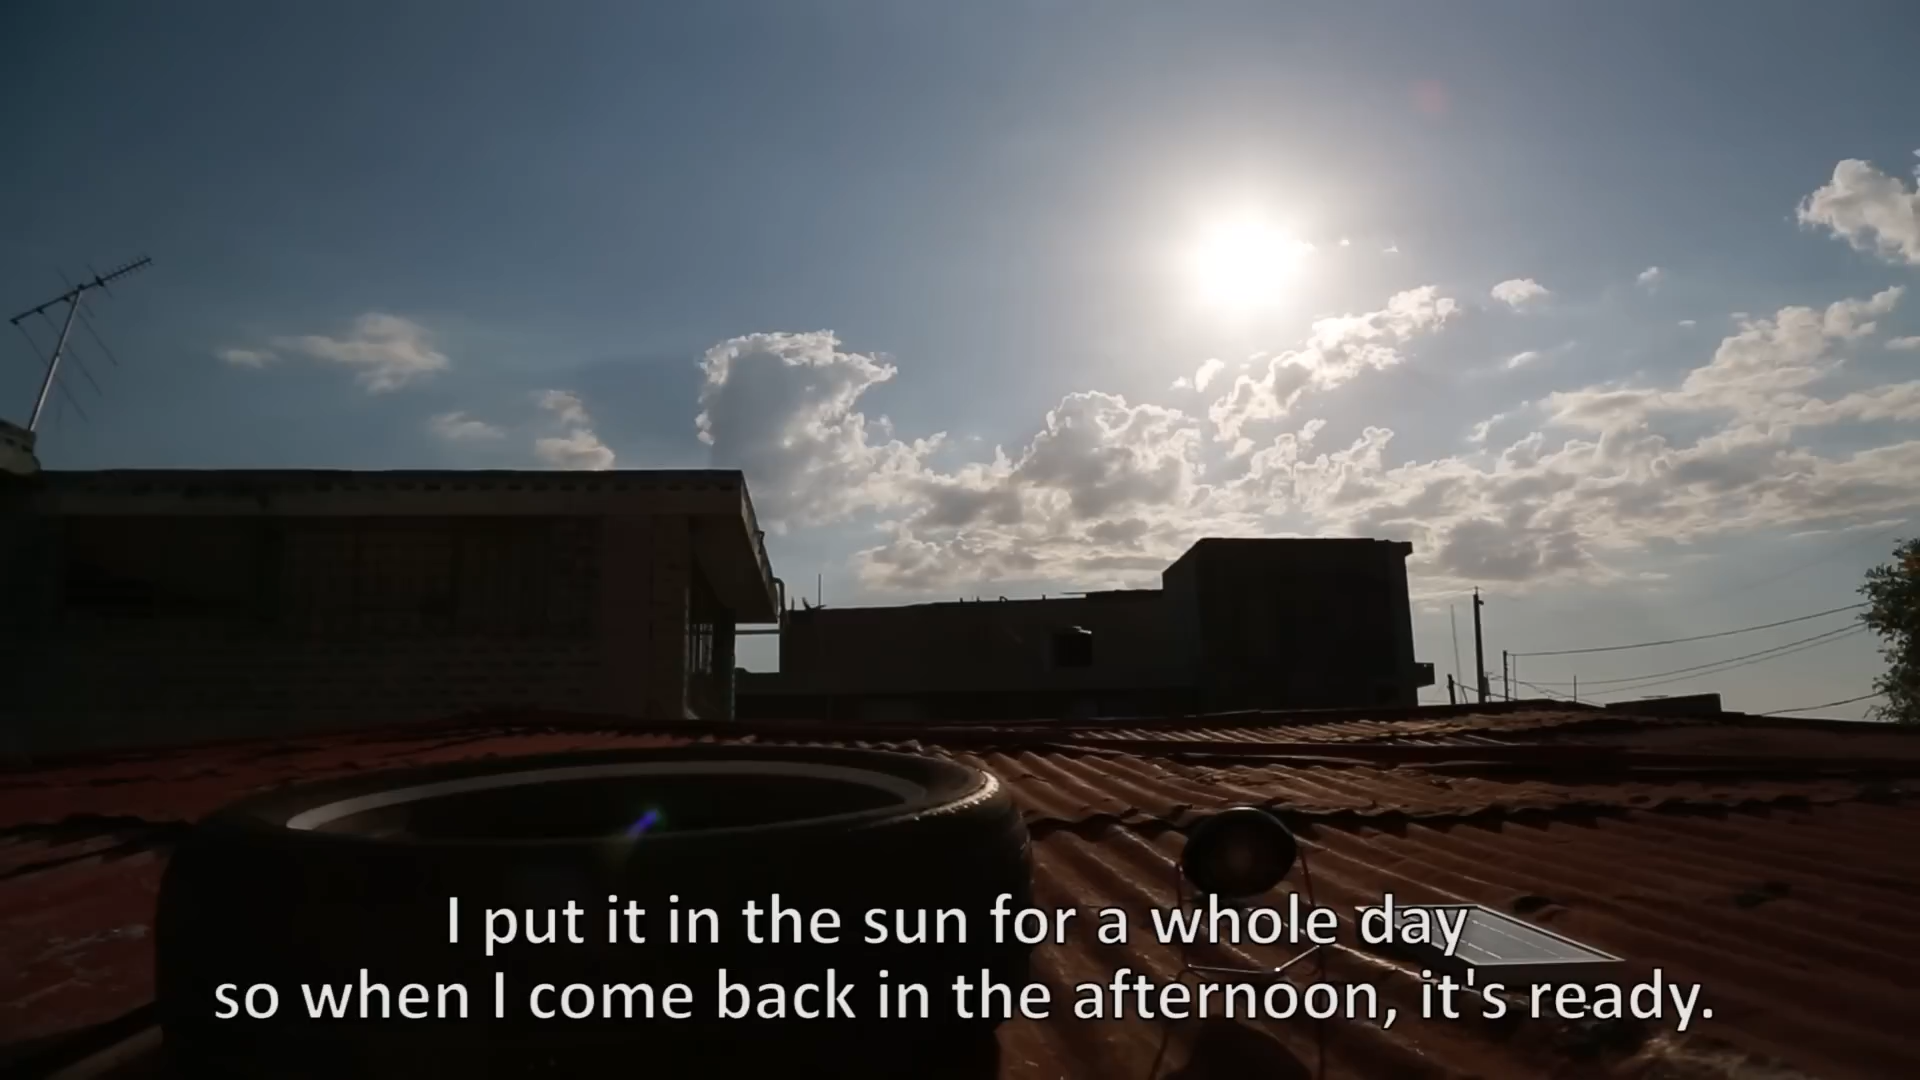 I put it in the sun for a whole day
so when I come back in the afternoon, it's ready.